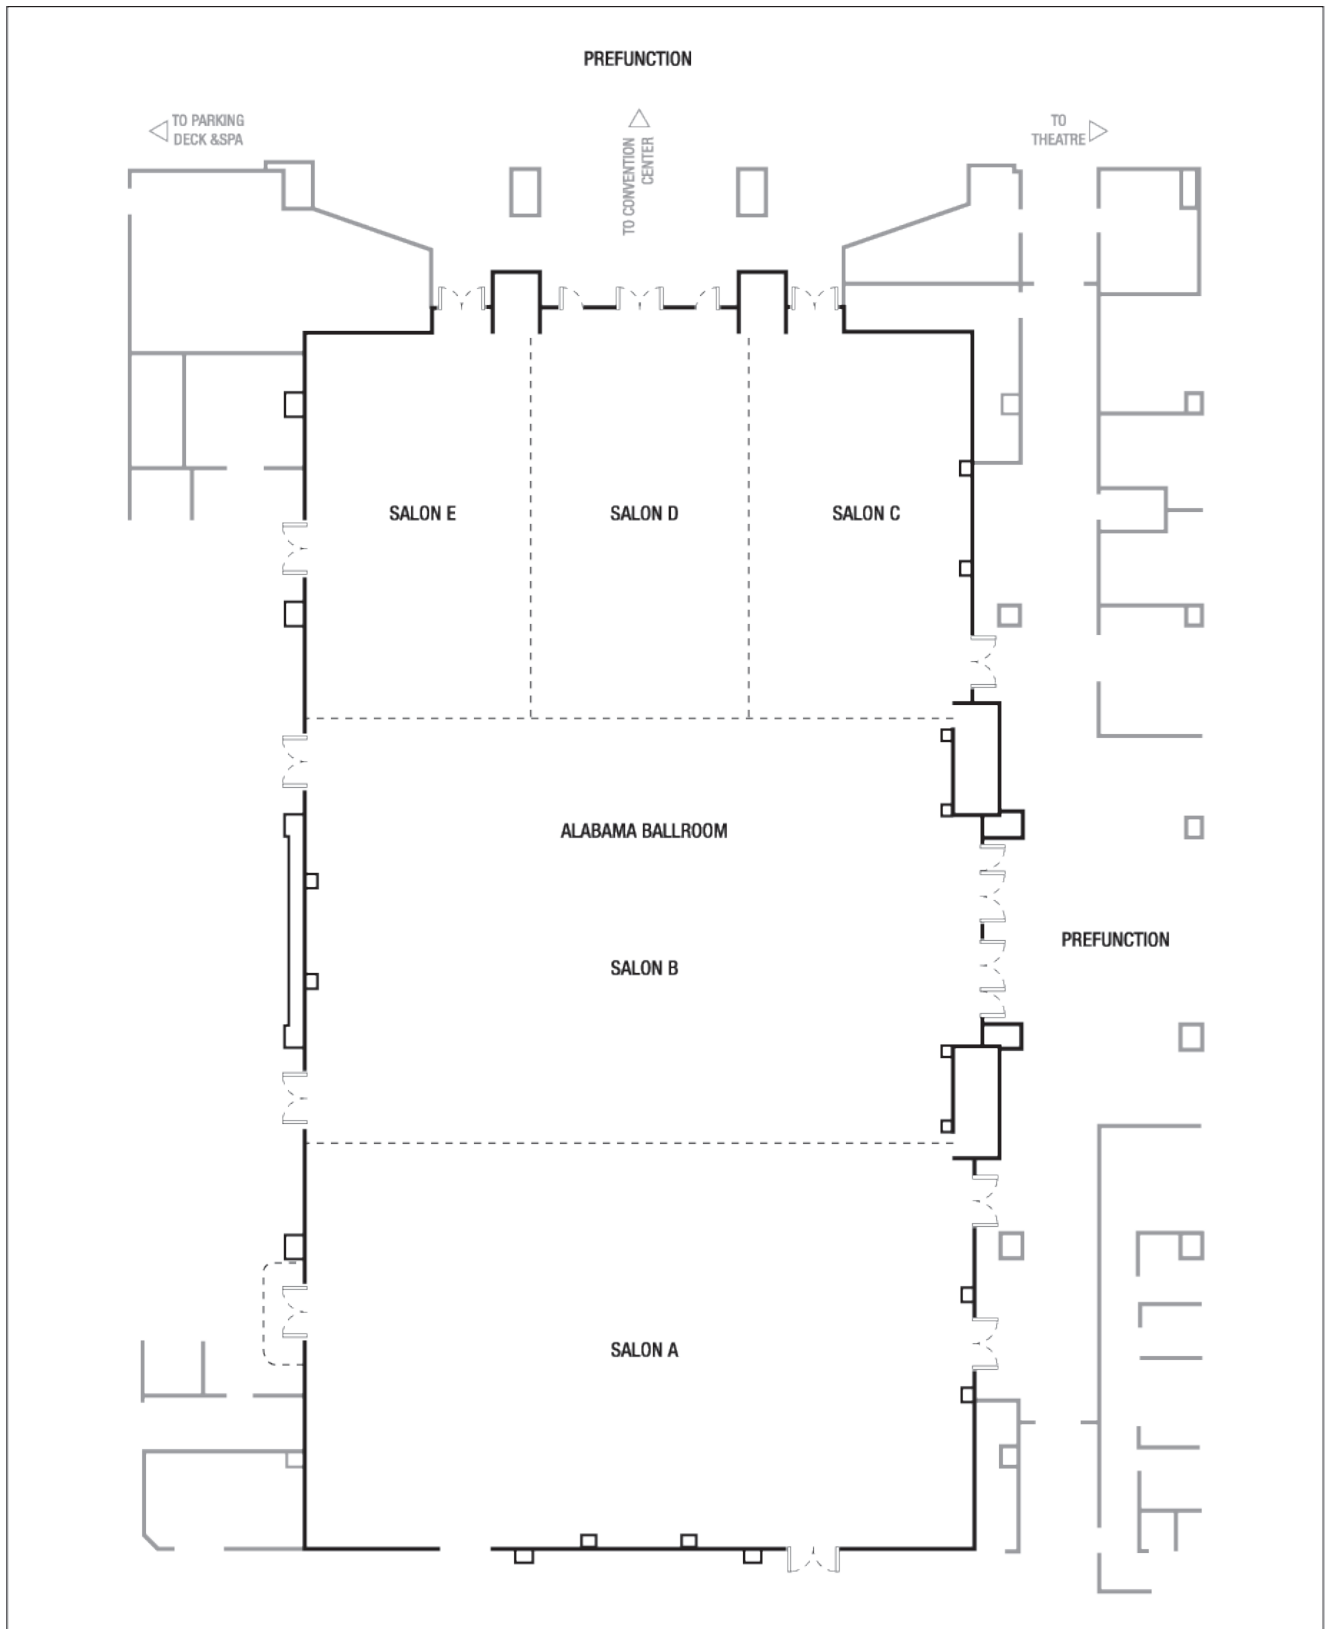 PREFUNCTION
TO PARKING
DECK &SPA
TO CONVENTION
CENTER
TO
THEATRE
SALON E
SALON D
SALON C
ALABAMA BALLROOM
PREFUNCTION
SALON B
SALON A